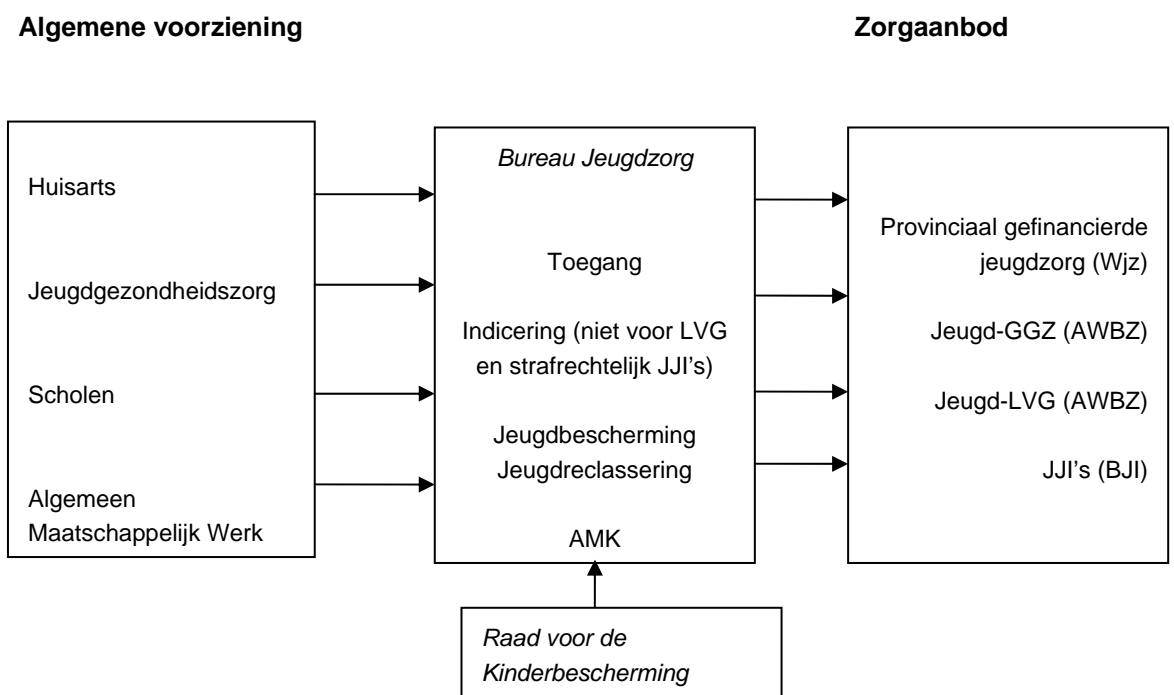 Algemene voorziening
Zorgaanbod
Huisarts
Jeugdgezondheidszorg
Scholen
Algemeen
Maatschappelijk Werk
Bureau Jeugdzorg
Toegang
Indicering (niet voor LVG
en strafrechtelijk JJI's)
Jeugdbescherming
Jeugdreclassering
AMK
Provinciaal gefinancierde
jeugdzorg (Wjz)
Jeugd-GGZ (AWBZ)
Jeugd-LVG (AWBZ)
JJI's (BJI)
Raad voor de
Kinderbescherming